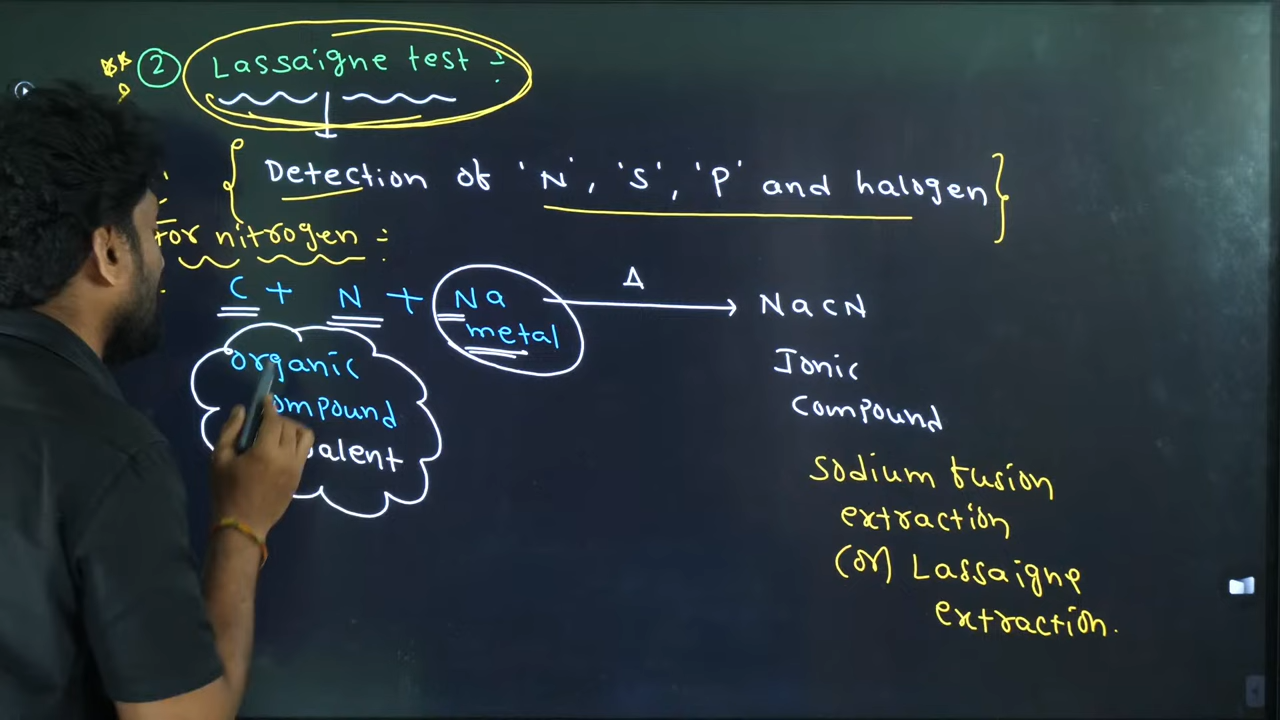 ** ② Lassaigne test :
{ Detection of 'N', 'S', 'P' and halogen }
for nitrogen :
C + N + Na Δ → NaCN
metal
organic
Ionic
compound
sodium fusion
extraction
(or) Lassaigne
extraction.